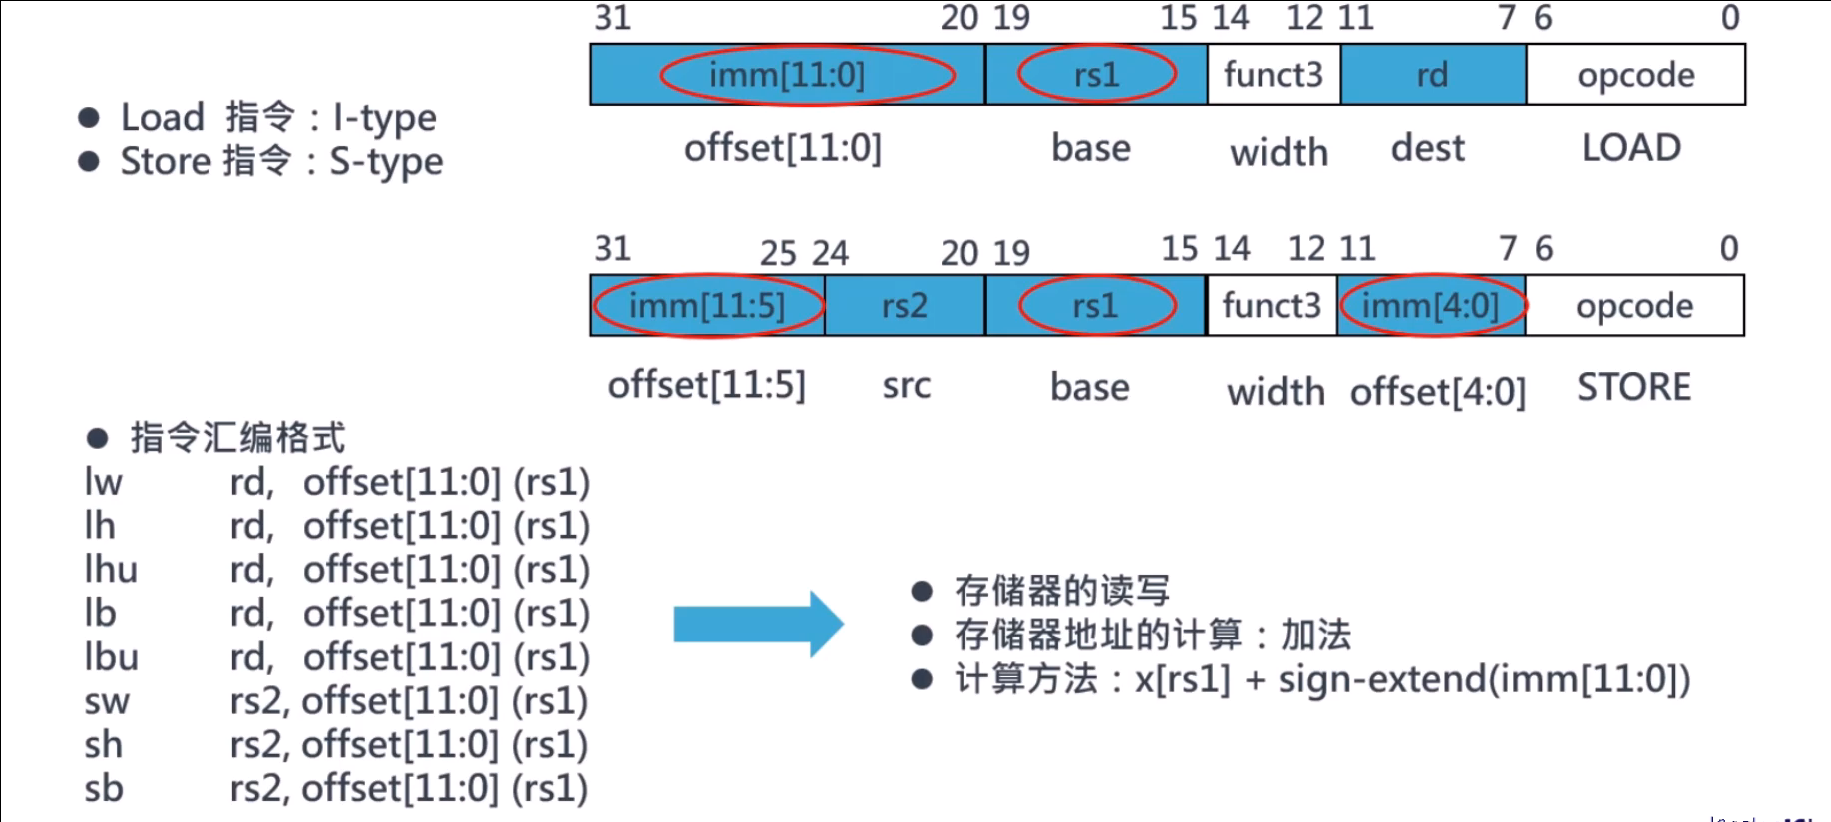 31 20 19 15 14 12 11 7 6 0
imm[11:0] rs1 funct3 rd opcode
offset[11:0] base width dest LOAD
● Load 指令：I-type
● Store 指令：S-type
31 25 24 20 19 15 14 12 11 7 6 0
imm[11:5] rs2 rs1 funct3 imm[4:0] opcode
offset[11:5] src base width offset[4:0] STORE
● 指令汇编格式
lw rd, offset[11:0] (rs1)
lh rd, offset[11:0] (rs1)
lhu rd, offset[11:0] (rs1)
lb rd, offset[11:0] (rs1)
lbu rd, offset[11:0] (rs1)
sw rs2, offset[11:0] (rs1)
sh rs2, offset[11:0] (rs1)
sb rs2, offset[11:0] (rs1)
● 存储器的读写
● 存储器地址的计算：加法
● 计算方法：x[rs1] + sign-extend(imm[11:0])